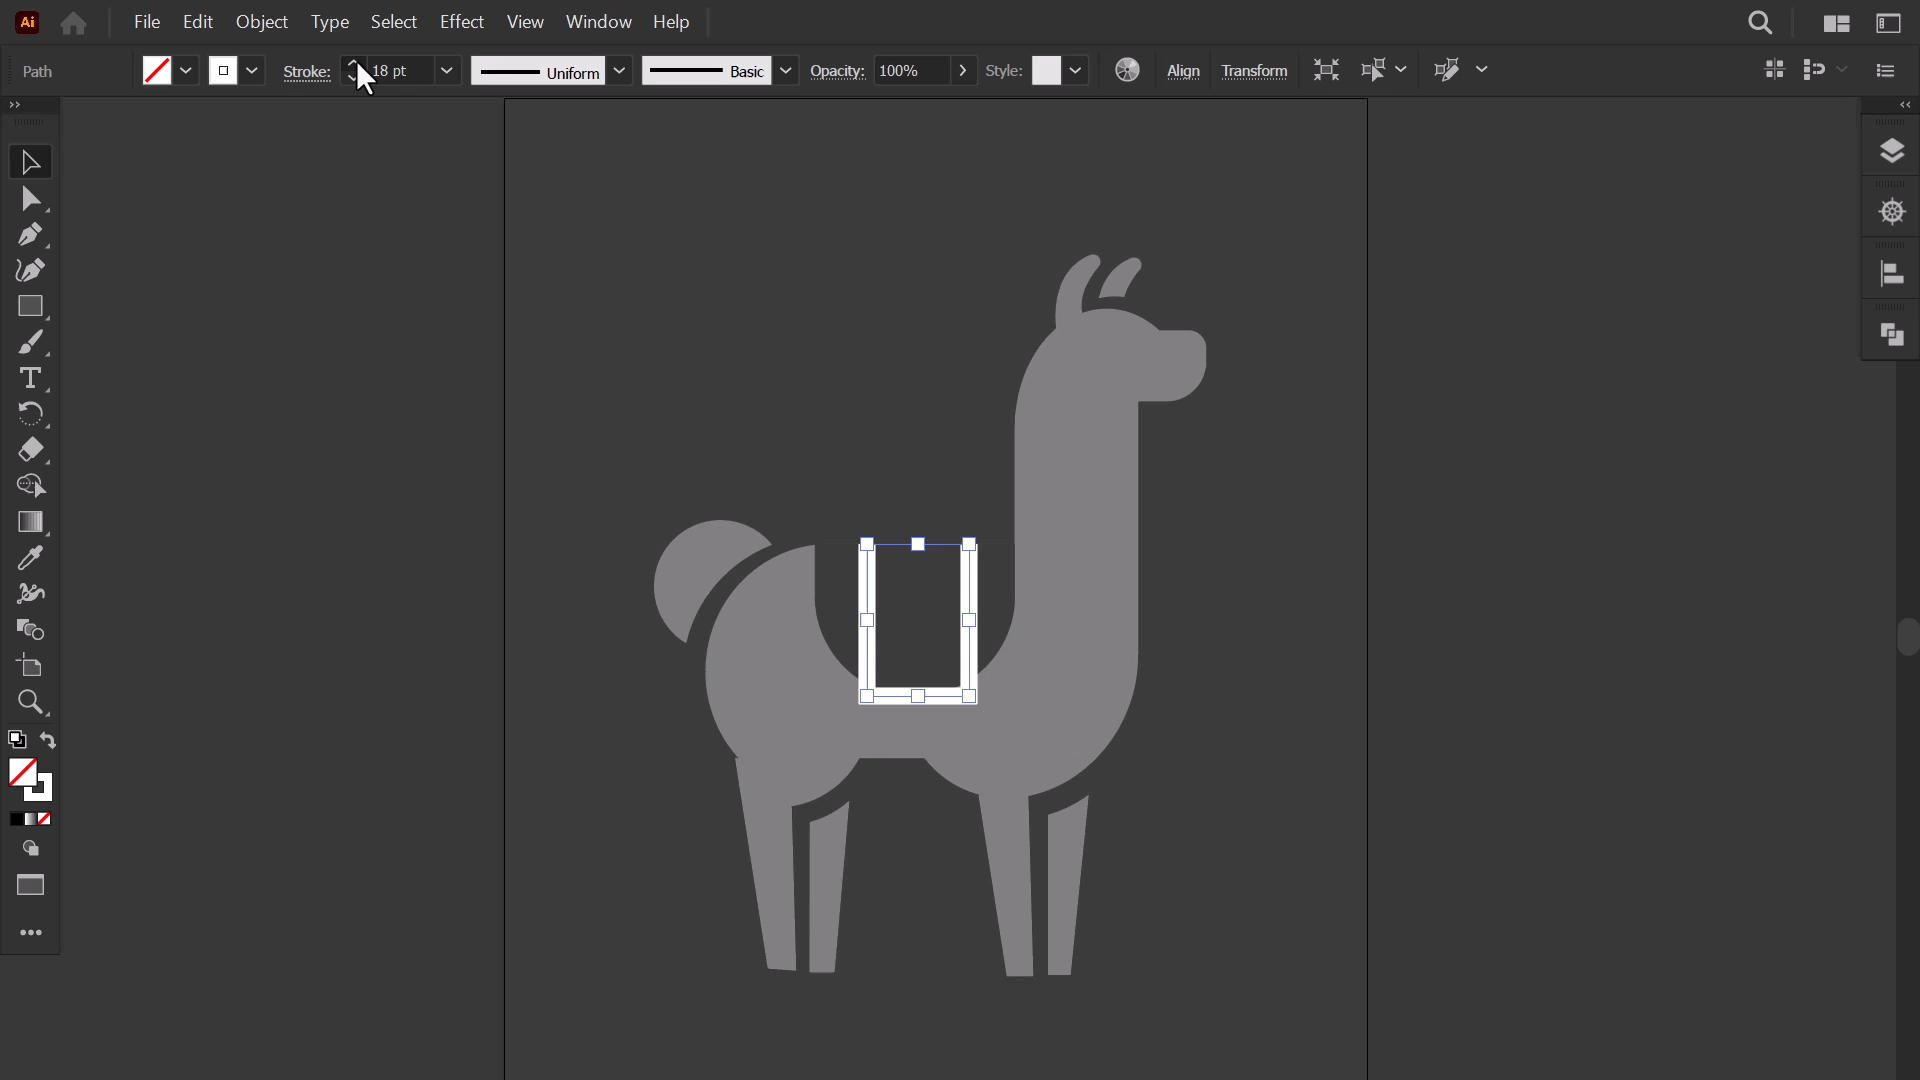 Ai File Edit Object Type Select Effect View Window Help
Path Stroke: 18 pt Uniform Basic Opacity: 100% Style: Align Transform